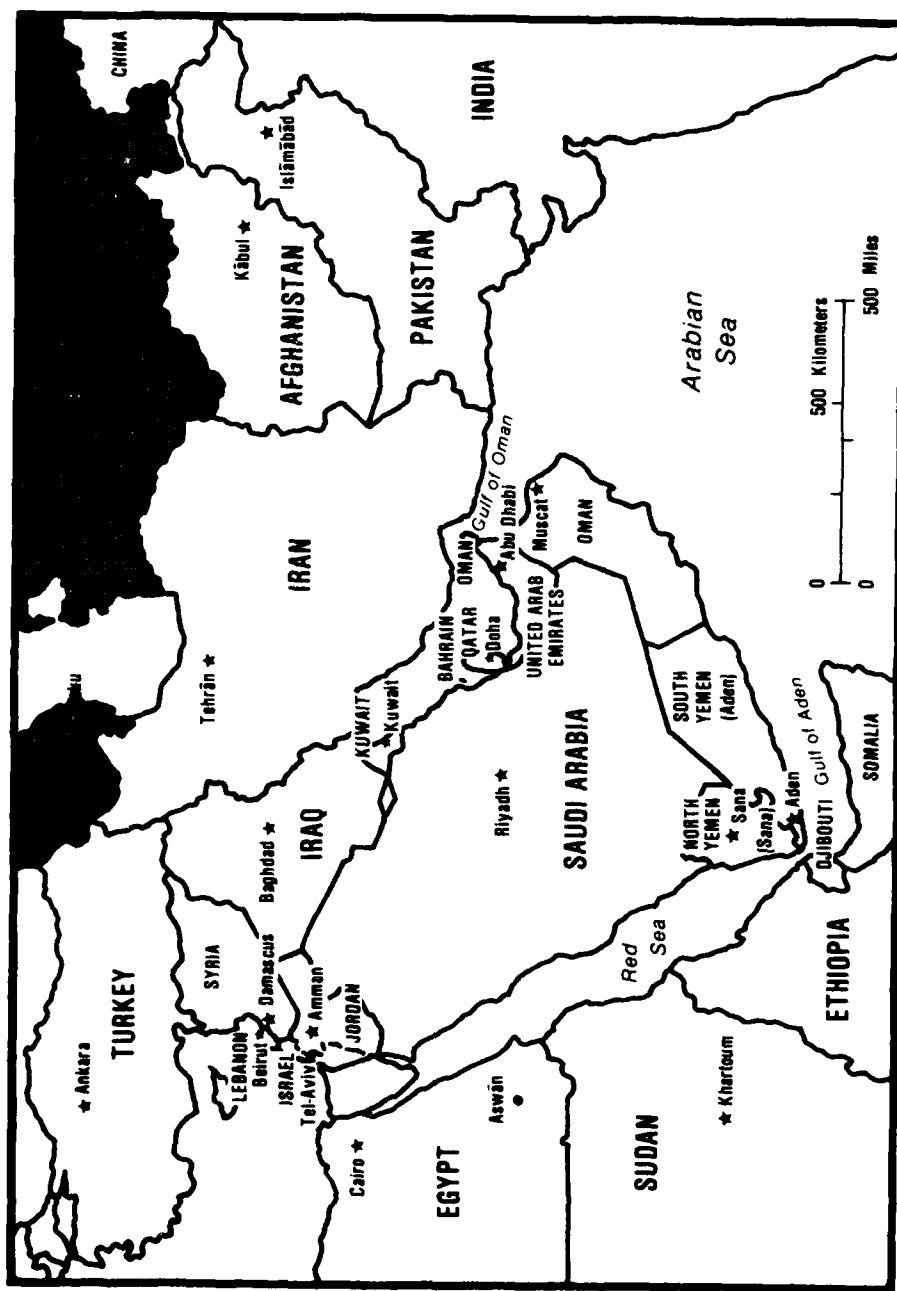 CHINA
TURKEY
Ankara
Tehrān
Kābul
Islāmābād
AFGHANISTAN
SYRIA
LEBANON
Beirut
Damascus
ISRAEL
Tel-Aviv
Amman
JORDAN
Baghdad
IRAQ
IRAN
PAKISTAN
INDIA
KUWAIT
Kuwait
Cairo
EGYPT
Aswān
BAHRAIN
QATAR
Doha
OMAN
Gulf of Oman
Abu Dhabi
UNITED ARAB
EMIRATES
Muscat
OMAN
Riyadh
SAUDI ARABIA
Red
Sea
Arabian
Sea
SUDAN
Khartoum
NORTH
YEMEN
Sana
(Sana)
SOUTH
YEMEN
(Aden)
Aden
Gulf of Aden
DJIBOUTI
ETHIOPIA
SOMALIA
0 500 Kilometers
0 500 Miles